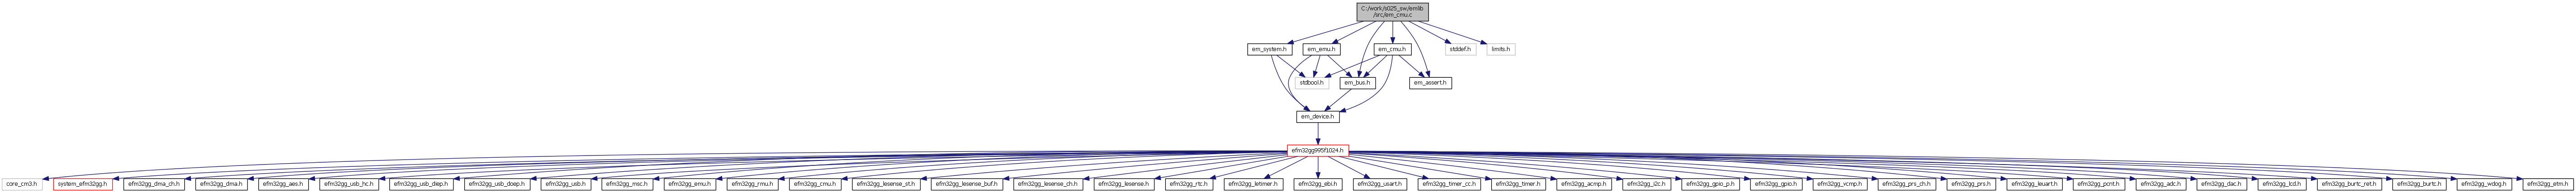 C:/work/s025_sw/emlib
/src/em_cmu.c
em_system.h
em_emu.h
em_cmu.h
stddef.h
limits.h
stdbool.h
em_bus.h
em_assert.h
em_device.h
efm32gg995f1024.h
core_cm3.h
system_efm32gg.h
efm32gg_dma_ch.h
efm32gg_dma.h
efm32gg_aes.h
efm32gg_usb_hc.h
efm32gg_usb_diep.h
efm32gg_usb_doep.h
efm32gg_usb.h
efm32gg_msc.h
efm32gg_emu.h
efm32gg_rmu.h
efm32gg_cmu.h
efm32gg_lesense_st.h
efm32gg_lesense_buf.h
efm32gg_lesense_ch.h
efm32gg_lesense.h
efm32gg_rtc.h
efm32gg_letimer.h
efm32gg_ebi.h
efm32gg_usart.h
efm32gg_timer_cc.h
efm32gg_timer.h
efm32gg_acmp.h
efm32gg_i2c.h
efm32gg_gpio_p.h
efm32gg_gpio.h
efm32gg_vcmp.h
efm32gg_prs_ch.h
efm32gg_prs.h
efm32gg_leuart.h
efm32gg_pcnt.h
efm32gg_adc.h
efm32gg_dac.h
efm32gg_lcd.h
efm32gg_burtc_ret.h
efm32gg_burtc.h
efm32gg_wdog.h
efm32gg_etm.h